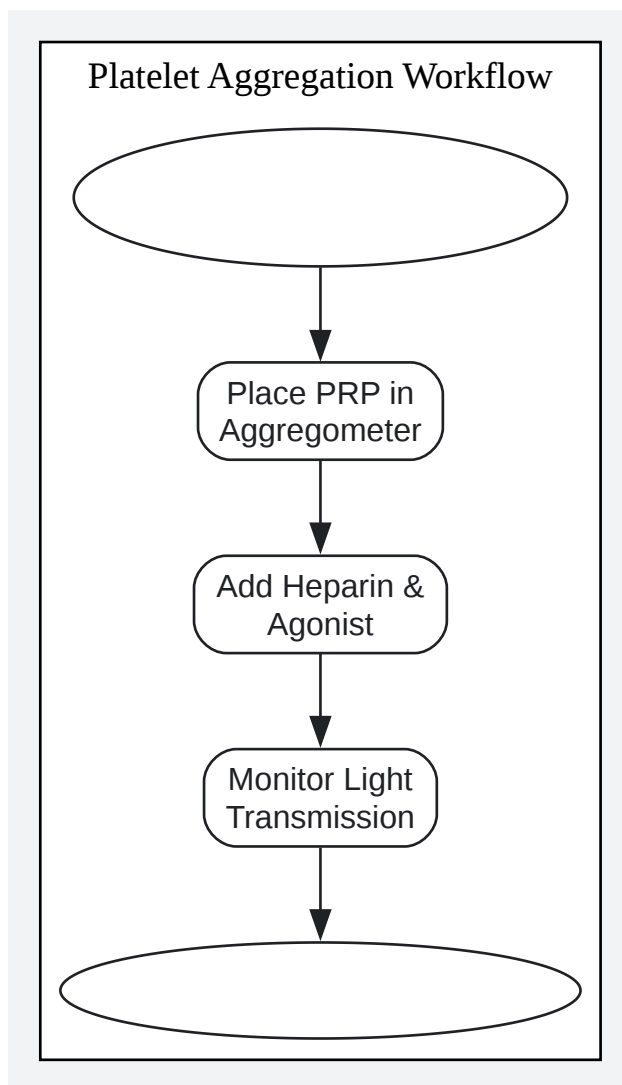 Platelet Aggregation Workflow
Place PRP in
Aggregometer
Add Heparin &
Agonist
Monitor Light
Transmission